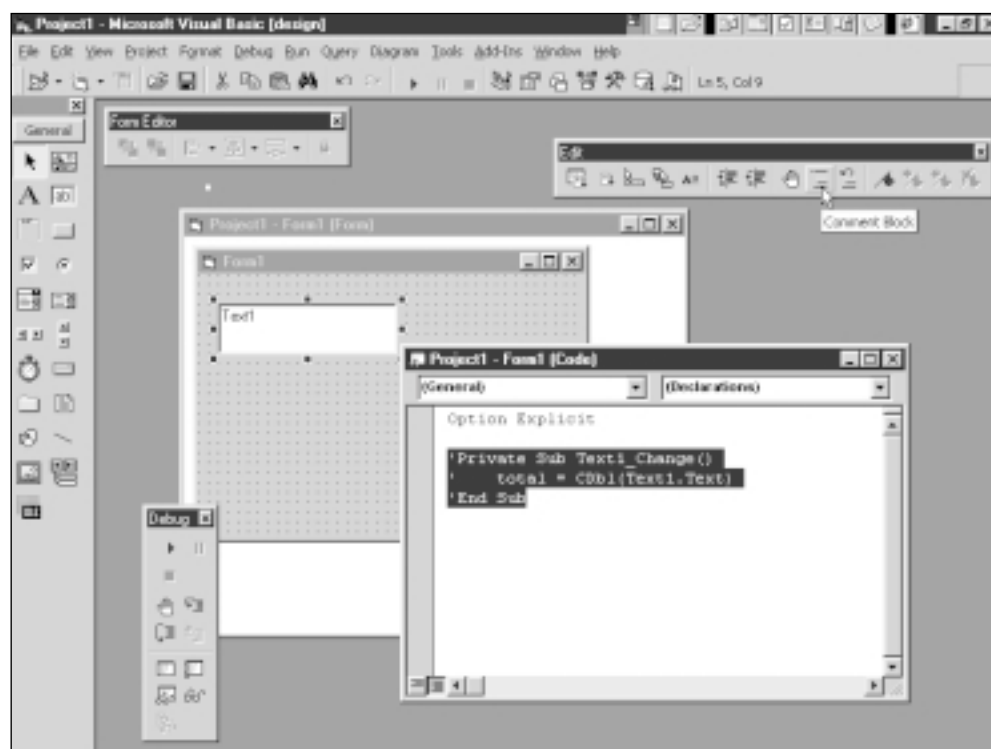 Project1 - Microsoft Visual Basic [design]
File Edit View Project Format Debug Run Query Diagram Tools Add-Ins Window Help
Ln 5, Col 9
General
Form Editor
Edit
Comment Block
A
ab
Project1 - Form1 (Form)
Form1
Text1
Project1 - Form1 (Code)
(General) (Declarations)
Option Explicit
'Private Sub Text1_Change()
' total = CDbl(Text1.Text)
'End Sub
Debug